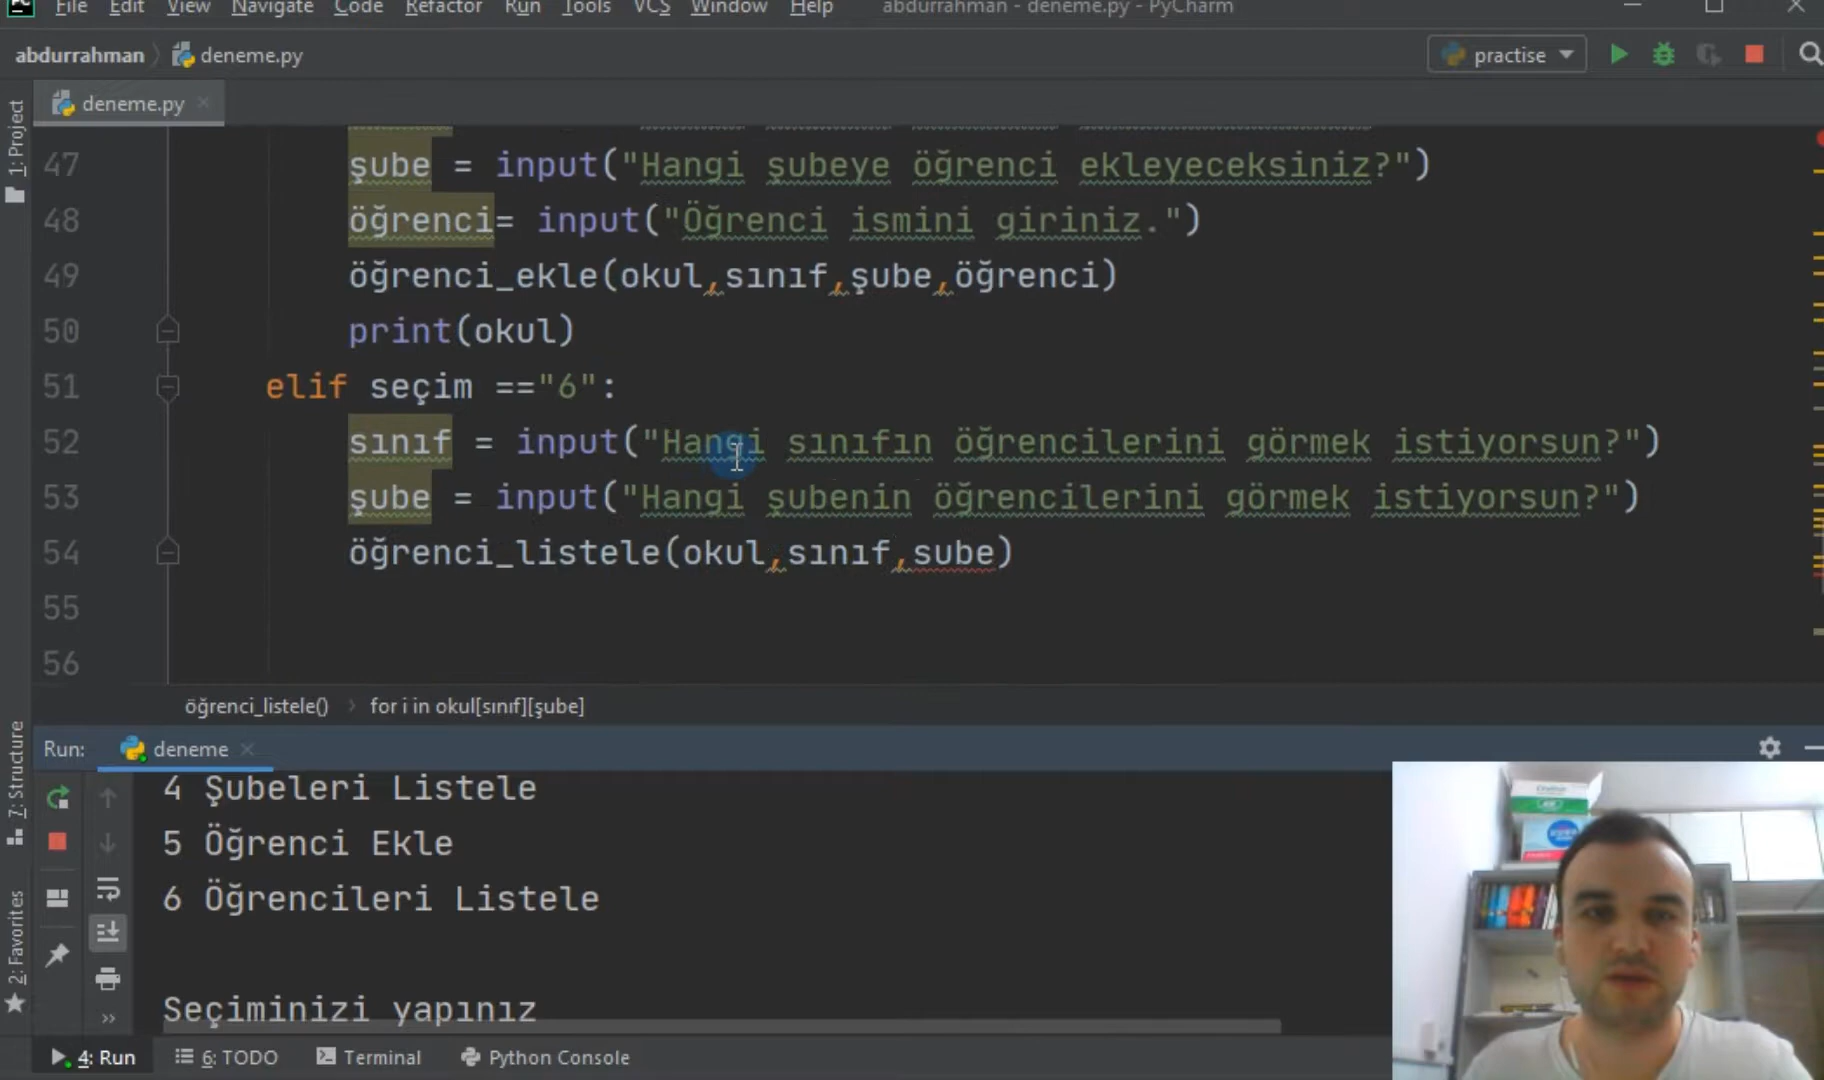 File Edit View Navigate Code Refactor Run Tools VCS Window Help abdurrahman - deneme.py - PyCharm
abdurrahman deneme.py practise
deneme.py
1: Project
47 şube = input("Hangi şubeye öğrenci ekleyeceksiniz?")
48 öğrenci= input("Öğrenci ismini giriniz.")
49 öğrenci_ekle(okul,sınıf,şube,öğrenci)
50 print(okul)
51 elif seçim =="6":
52 sınıf = input("Hangi sınıfın öğrencilerini görmek istiyorsun?")
53 şube = input("Hangi şubenin öğrencilerini görmek istiyorsun?")
54 öğrenci_listele(okul,sınıf,sube)
55
56
öğrenci_listele() for i in okul[sınıf][şube]
7: Structure
Run: deneme
4 Şubeleri Listele
5 Öğrenci Ekle
6 Öğrencileri Listele
2: Favorites
Seçiminizi yapınız
4: Run 6: TODO Terminal Python Console